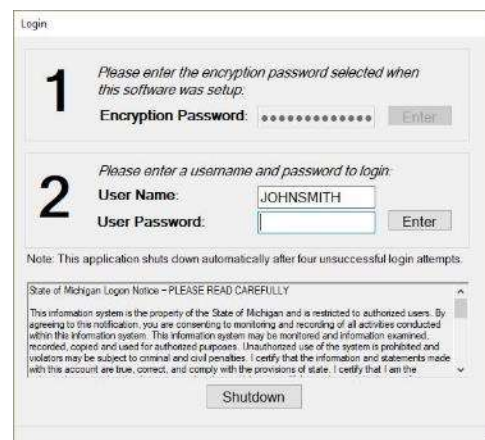 Login
1
Please enter the encryption password selected when
this software was setup:
Encryption Password: ●●●●●●●●●●●●● Enter
2
Please enter a username and password to login:
User Name: JOHNSMITH
User Password: Enter
Note: This application shuts down automatically after four unsuccessful login attempts.
State of Michigan Logon Notice – PLEASE READ CAREFULLY
This information system is the property of the State of Michigan and is restricted to authorized users. By
agreeing to this notification, you are consenting to monitoring and recording of all activities conducted
within this information system. This information system may be monitored and information examined,
recorded, copied and used for authorized purposes. Unauthorized use of the system is prohibited and
violators may be subject to criminal and civil penalties. I certify that the information and statements made
with this account are true, correct, and comply with the provisions of state. I certify that I am the
Shutdown